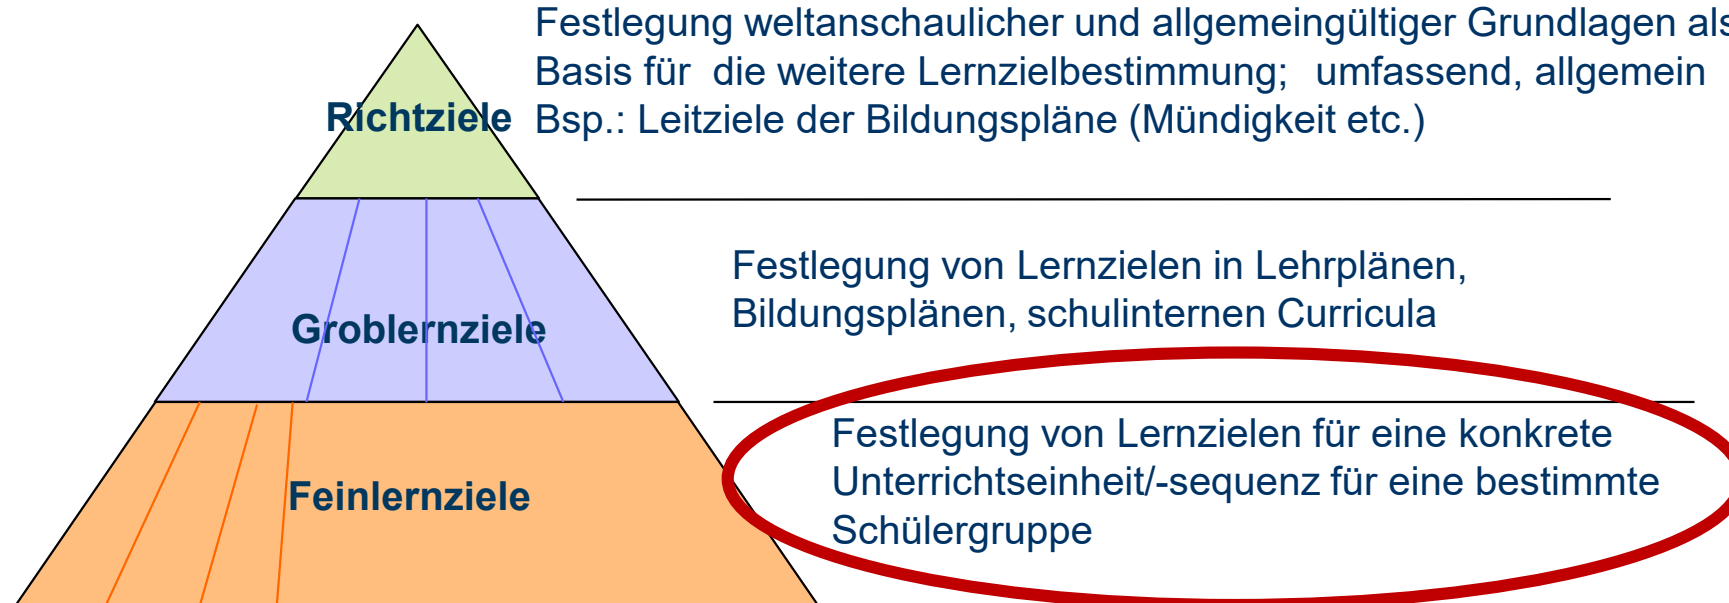 Festlegung weltanschaulicher und allgemeingültiger Grundlagen als
Basis für die weitere Lernzielbestimmung; umfassend, allgemein
Richtziele
Bsp.: Leitziele der Bildungspläne (Mündigkeit etc.)
Festlegung von Lernzielen in Lehrplänen,
Bildungsplänen, schulinternen Curricula
Groblernziele
Festlegung von Lernzielen für eine konkrete
Unterrichtseinheit/-sequenz für eine bestimmte
Schülergruppe
Feinlernziele